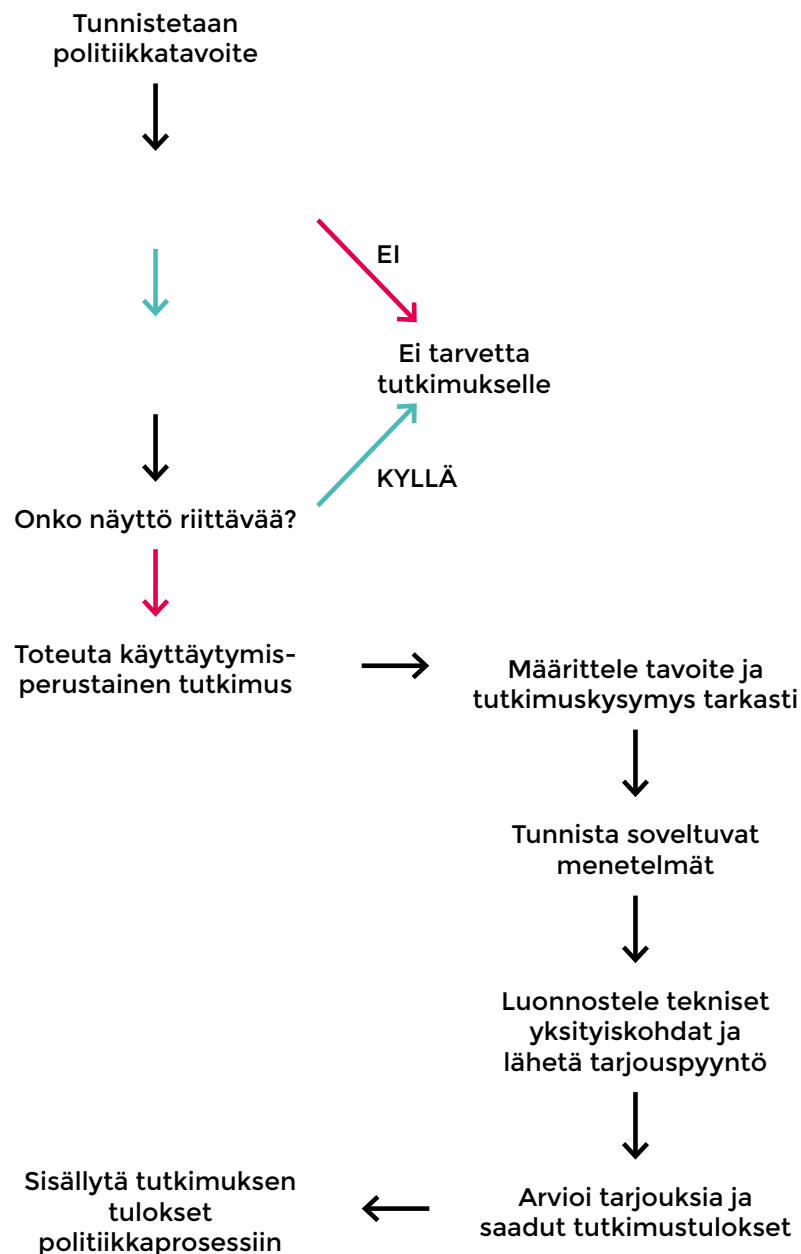 Tunnistetaan
politiikkatavoite
EI
Ei tarvetta
tutkimukselle
KYLLÄ
Onko näyttö riittävää?
Toteuta käyttäytymis-
perustainen tutkimus
Määrittele tavoite ja
tutkimuskysymys tarkasti
Tunnista soveltuvat
menetelmät
Luonnostele tekniset
yksityiskohdat ja
lähetä tarjouspyyntö
Arvioi tarjouksia ja
saadut tutkimustulokset
Sisällytä tutkimuksen
tulokset
politiikkaprosessiin